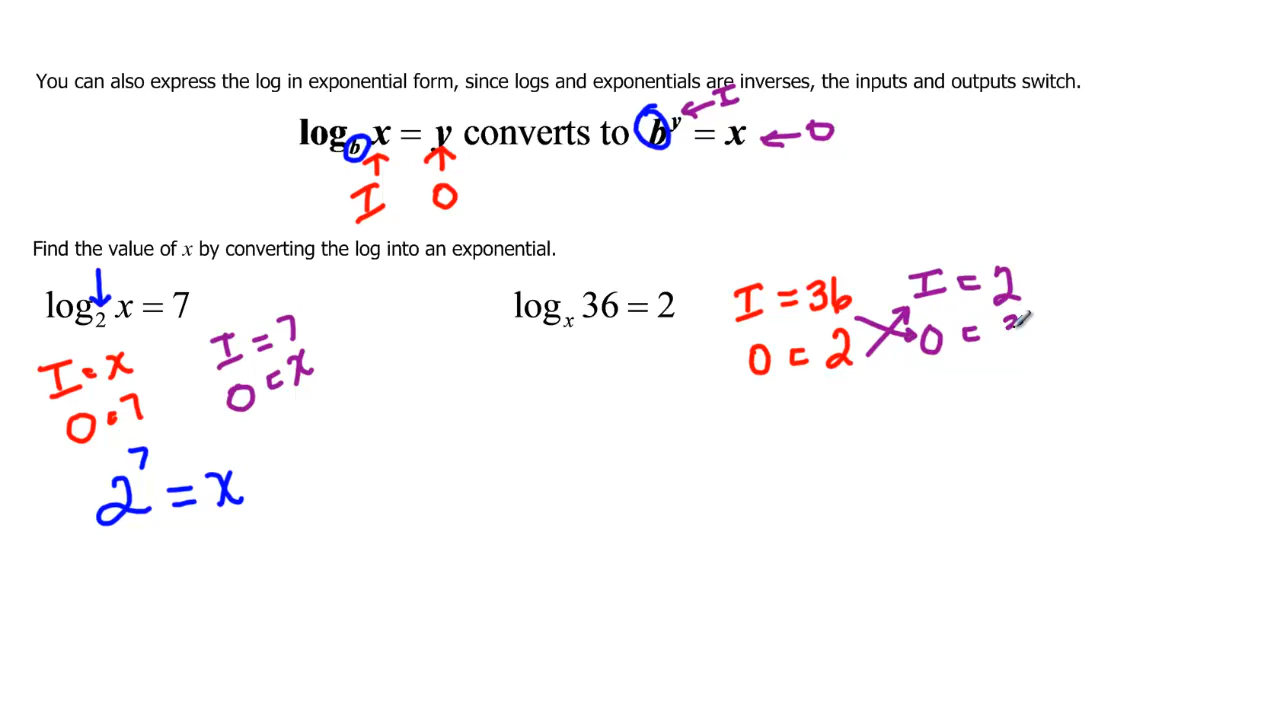 You can also express the log in exponential form, since logs and exponentials are inverses, the inputs and outputs switch.
I
log_b x = y converts to b^y = x
O
I O
Find the value of x by converting the log into an exponential.
log_2 x = 7 log_x 36 = 2
I = 36 I = 2
O = 2 O =
I = x I = 7
O = 7 O = x
2^7 = x